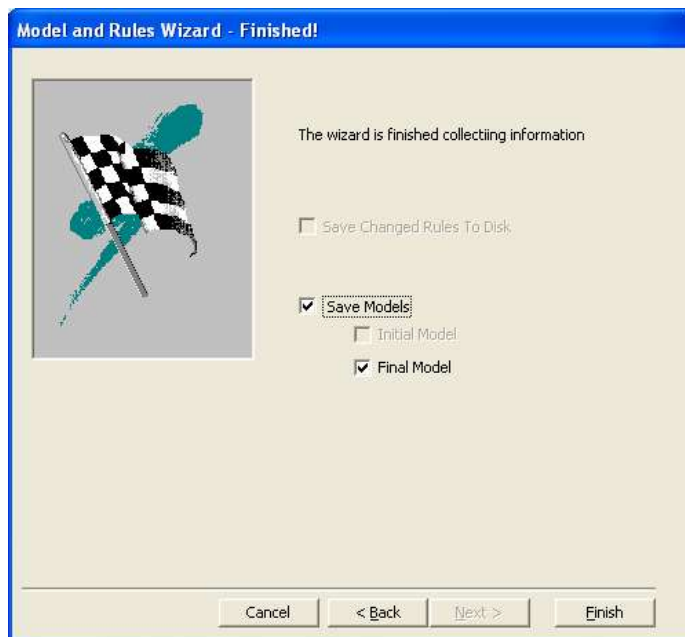 Model and Rules Wizard - Finished!
The wizard is finished collectiing information
Save Changed Rules To Disk
Save Models
Initial Model
Final Model
Cancel
< Back
Next >
Finish